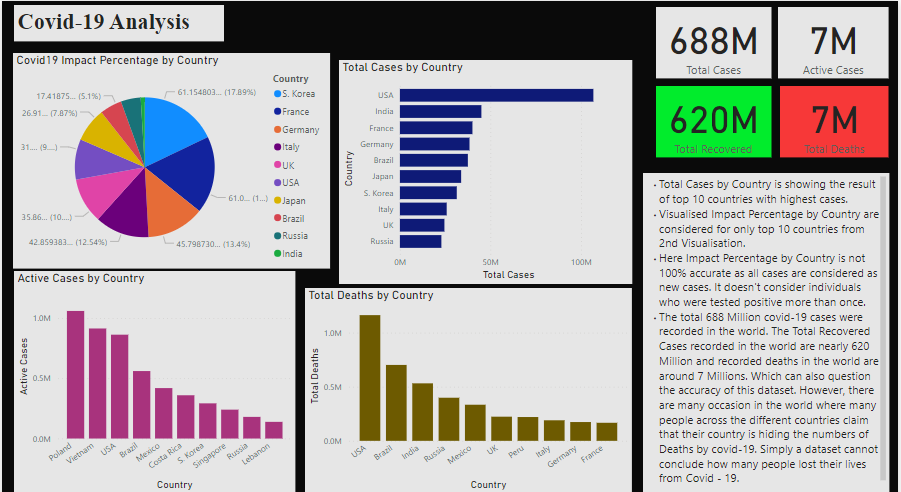 Covid-19 Analysis
688M
Total Cases
7M
Active Cases
620M
Total Recovered
7M
Total Deaths
Covid19 Impact Percentage by Country
61.154803... (17.89%)
61.0... (1...)
45.798730... (13.4%)
42.859383... (12.54%)
35.86... (10....)
31.... (9....)
26.91... (7.87%)
17.41875... (5.1%)
Country
S. Korea
France
Germany
Italy
UK
USA
Japan
Brazil
Russia
India
Total Cases by Country
Country
USA
India
France
Germany
Brazil
Japan
S. Korea
Italy
UK
Russia
0M 50M 100M
Total Cases
Active Cases by Country
Active Cases
1.0M
0.5M
0.0M
Poland Vietnam USA Brazil Mexico Costa Rica S. Korea Singapore Russia Lebanon
Country
Total Deaths by Country
Total Deaths
1.0M
0.5M
0.0M
USA Brazil India Russia Mexico UK Peru Italy Germany France
Country
• Total Cases by Country is showing the result
of top 10 countries with highest cases.
• Visualised Impact Percentage by Country are
considered for only top 10 countries from
2nd Visualisation.
• Here Impact Percentage by Country is not
100% accurate as all cases are considered as
new cases. It doesn't consider individuals
who were tested positive more than once.
• The total 688 Million covid-19 cases were
recorded in the world. The Total Recovered
Cases recorded in the world are nearly 620
Million and recorded deaths in the world are
around 7 Millions. Which can also question
the accuracy of this dataset. However, there
are many occasion in the world where many
people across the different countries claim
that their country is hiding the numbers of
Deaths by covid-19. Simply a dataset cannot
conclude how many people lost their lives
from Covid - 19.